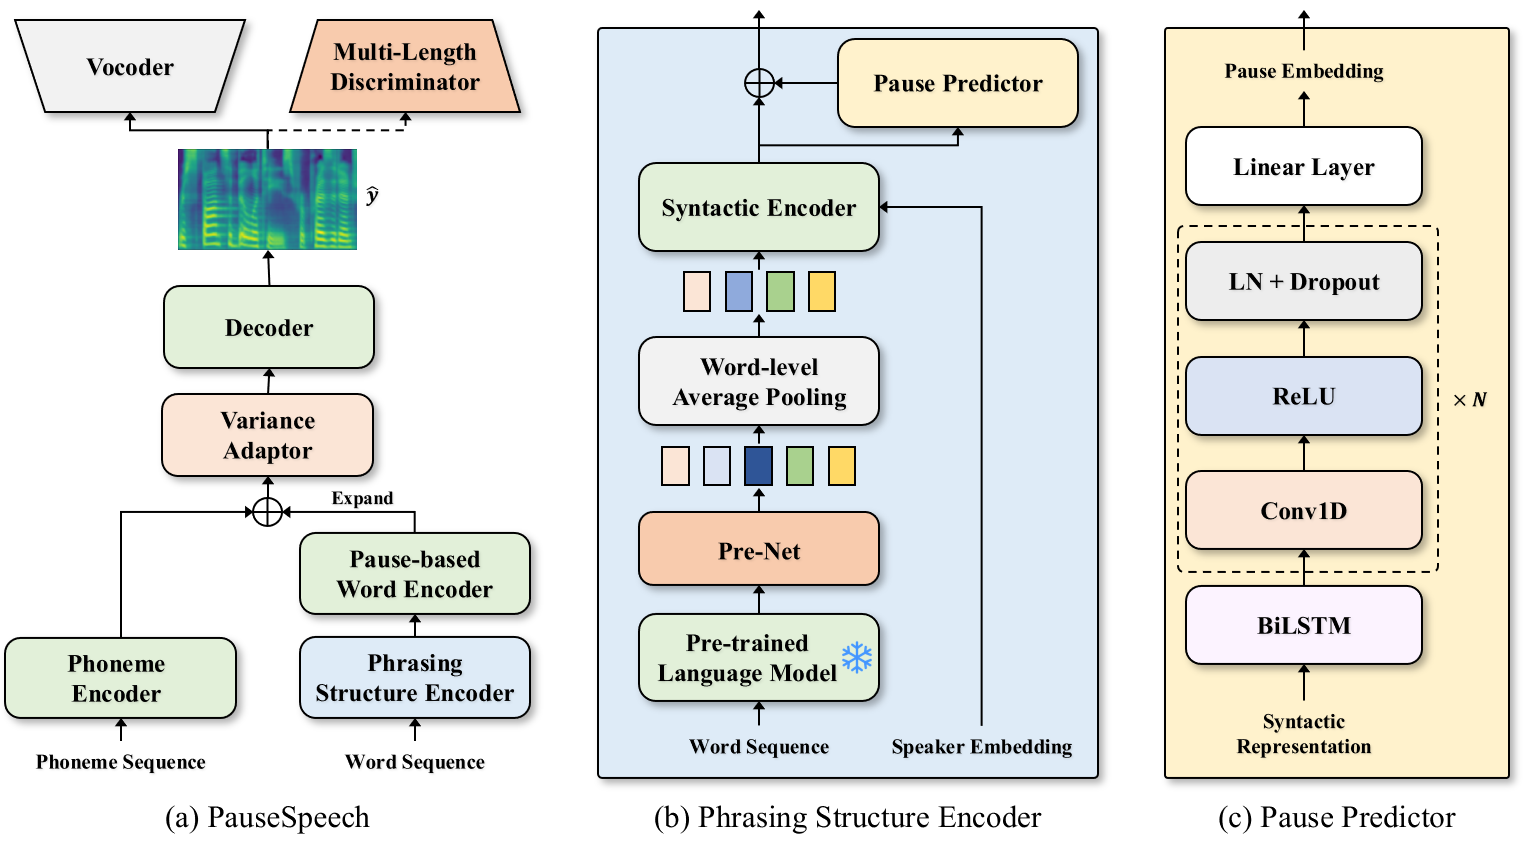 Vocoder
Multi-Length
Discriminator
ŷ
Decoder
Variance
Adaptor
Expand
Pause-based
Word Encoder
Phoneme
Encoder
Phrasing
Structure Encoder
Phoneme Sequence
Word Sequence
(a) PauseSpeech
Pause Predictor
Syntactic Encoder
Word-level
Average Pooling
Pre-Net
Pre-trained
Language Model
Word Sequence
Speaker Embedding
(b) Phrasing Structure Encoder
Pause Embedding
Linear Layer
LN + Dropout
ReLU
× N
Conv1D
BiLSTM
Syntactic
Representation
(c) Pause Predictor